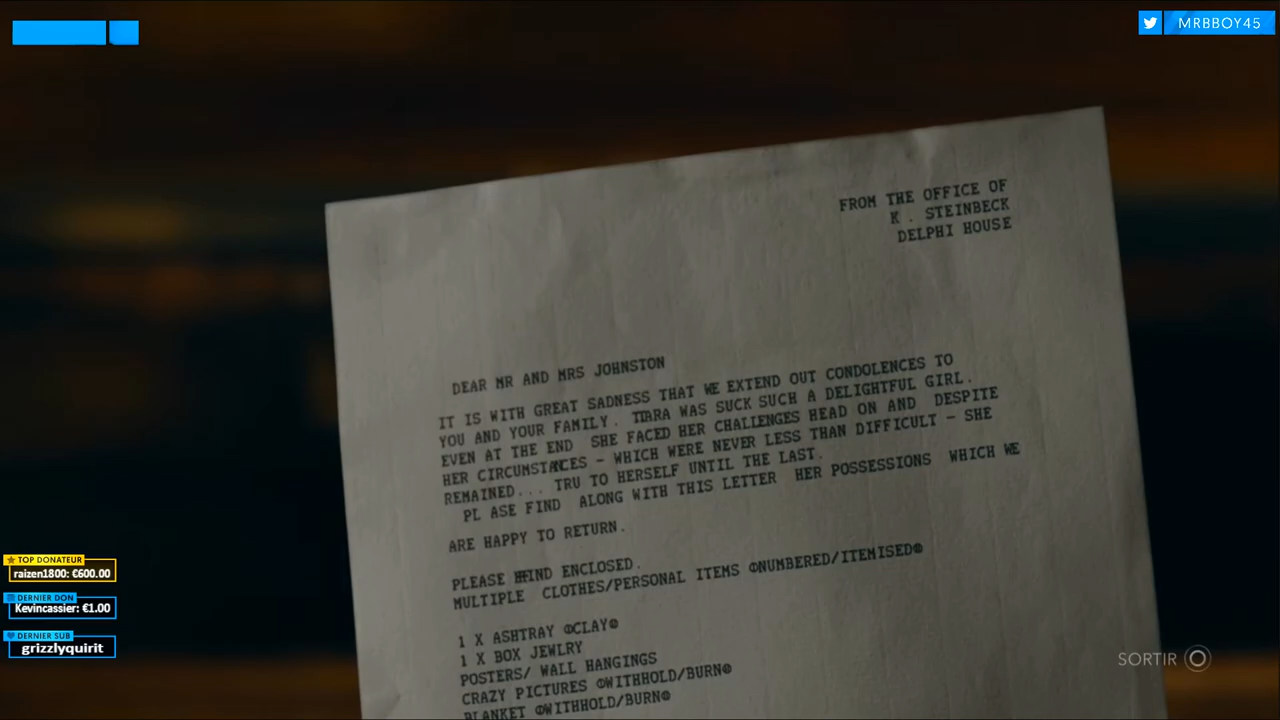 MRBBOY45
FROM THE OFFICE OF
K . STEINBECK
DELPHI HOUSE
DEAR MR AND MRS JOHNSTON
IT IS WITH GREAT SADNESS THAT WE EXTEND OUT CONDOLENCES TO
YOU AND YOUR FAMILY. TIARA WAS SUCK SUCH A DELIGHTFUL GIRL.
EVEN AT THE END SHE FACED HER CHALLENGES HEAD ON AND DESPITE
HER CIRCUMSTANCES - WHICH WERE NEVER LESS THAN DIFFICULT - SHE
REMAINED... TRU TO HERSELF UNTIL THE LAST.
PL ASE FIND ALONG WITH THIS LETTER HER POSSESSIONS WHICH WE
ARE HAPPY TO RETURN.
PLEASE FIND ENCLOSED.
MULTIPLE CLOTHES/PERSONAL ITEMS @NUMBERED/ITEMISED@
1 X ASHTRAY @CLAY@
1 X BOX JEWLRY
POSTERS/ WALL HANGINGS
CRAZY PICTURES @WITHHOLD/BURN@
BLANKET @WITHHOLD/BURN@
TOP DONATEUR
raizen1800: €600.00
DERNIER DON
Kevincassier: €1.00
DERNIER SUB
grizzlyquirit
SORTIR